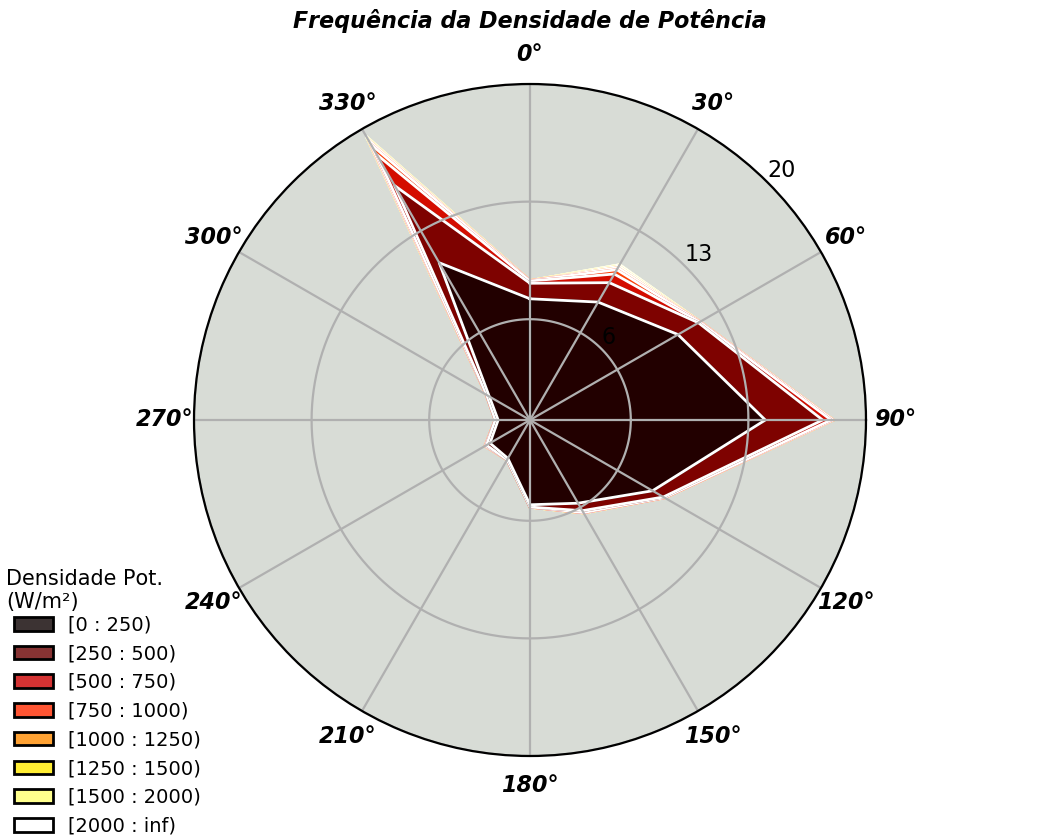 Frequência da Densidade de Potência
0°
330°
30°
20
300°
60°
13
6
270°
90°
240°
120°
210°
150°
180°
Densidade Pot.
(W/m²)
[0 : 250)
[250 : 500)
[500 : 750)
[750 : 1000)
[1000 : 1250)
[1250 : 1500)
[1500 : 2000)
[2000 : inf)